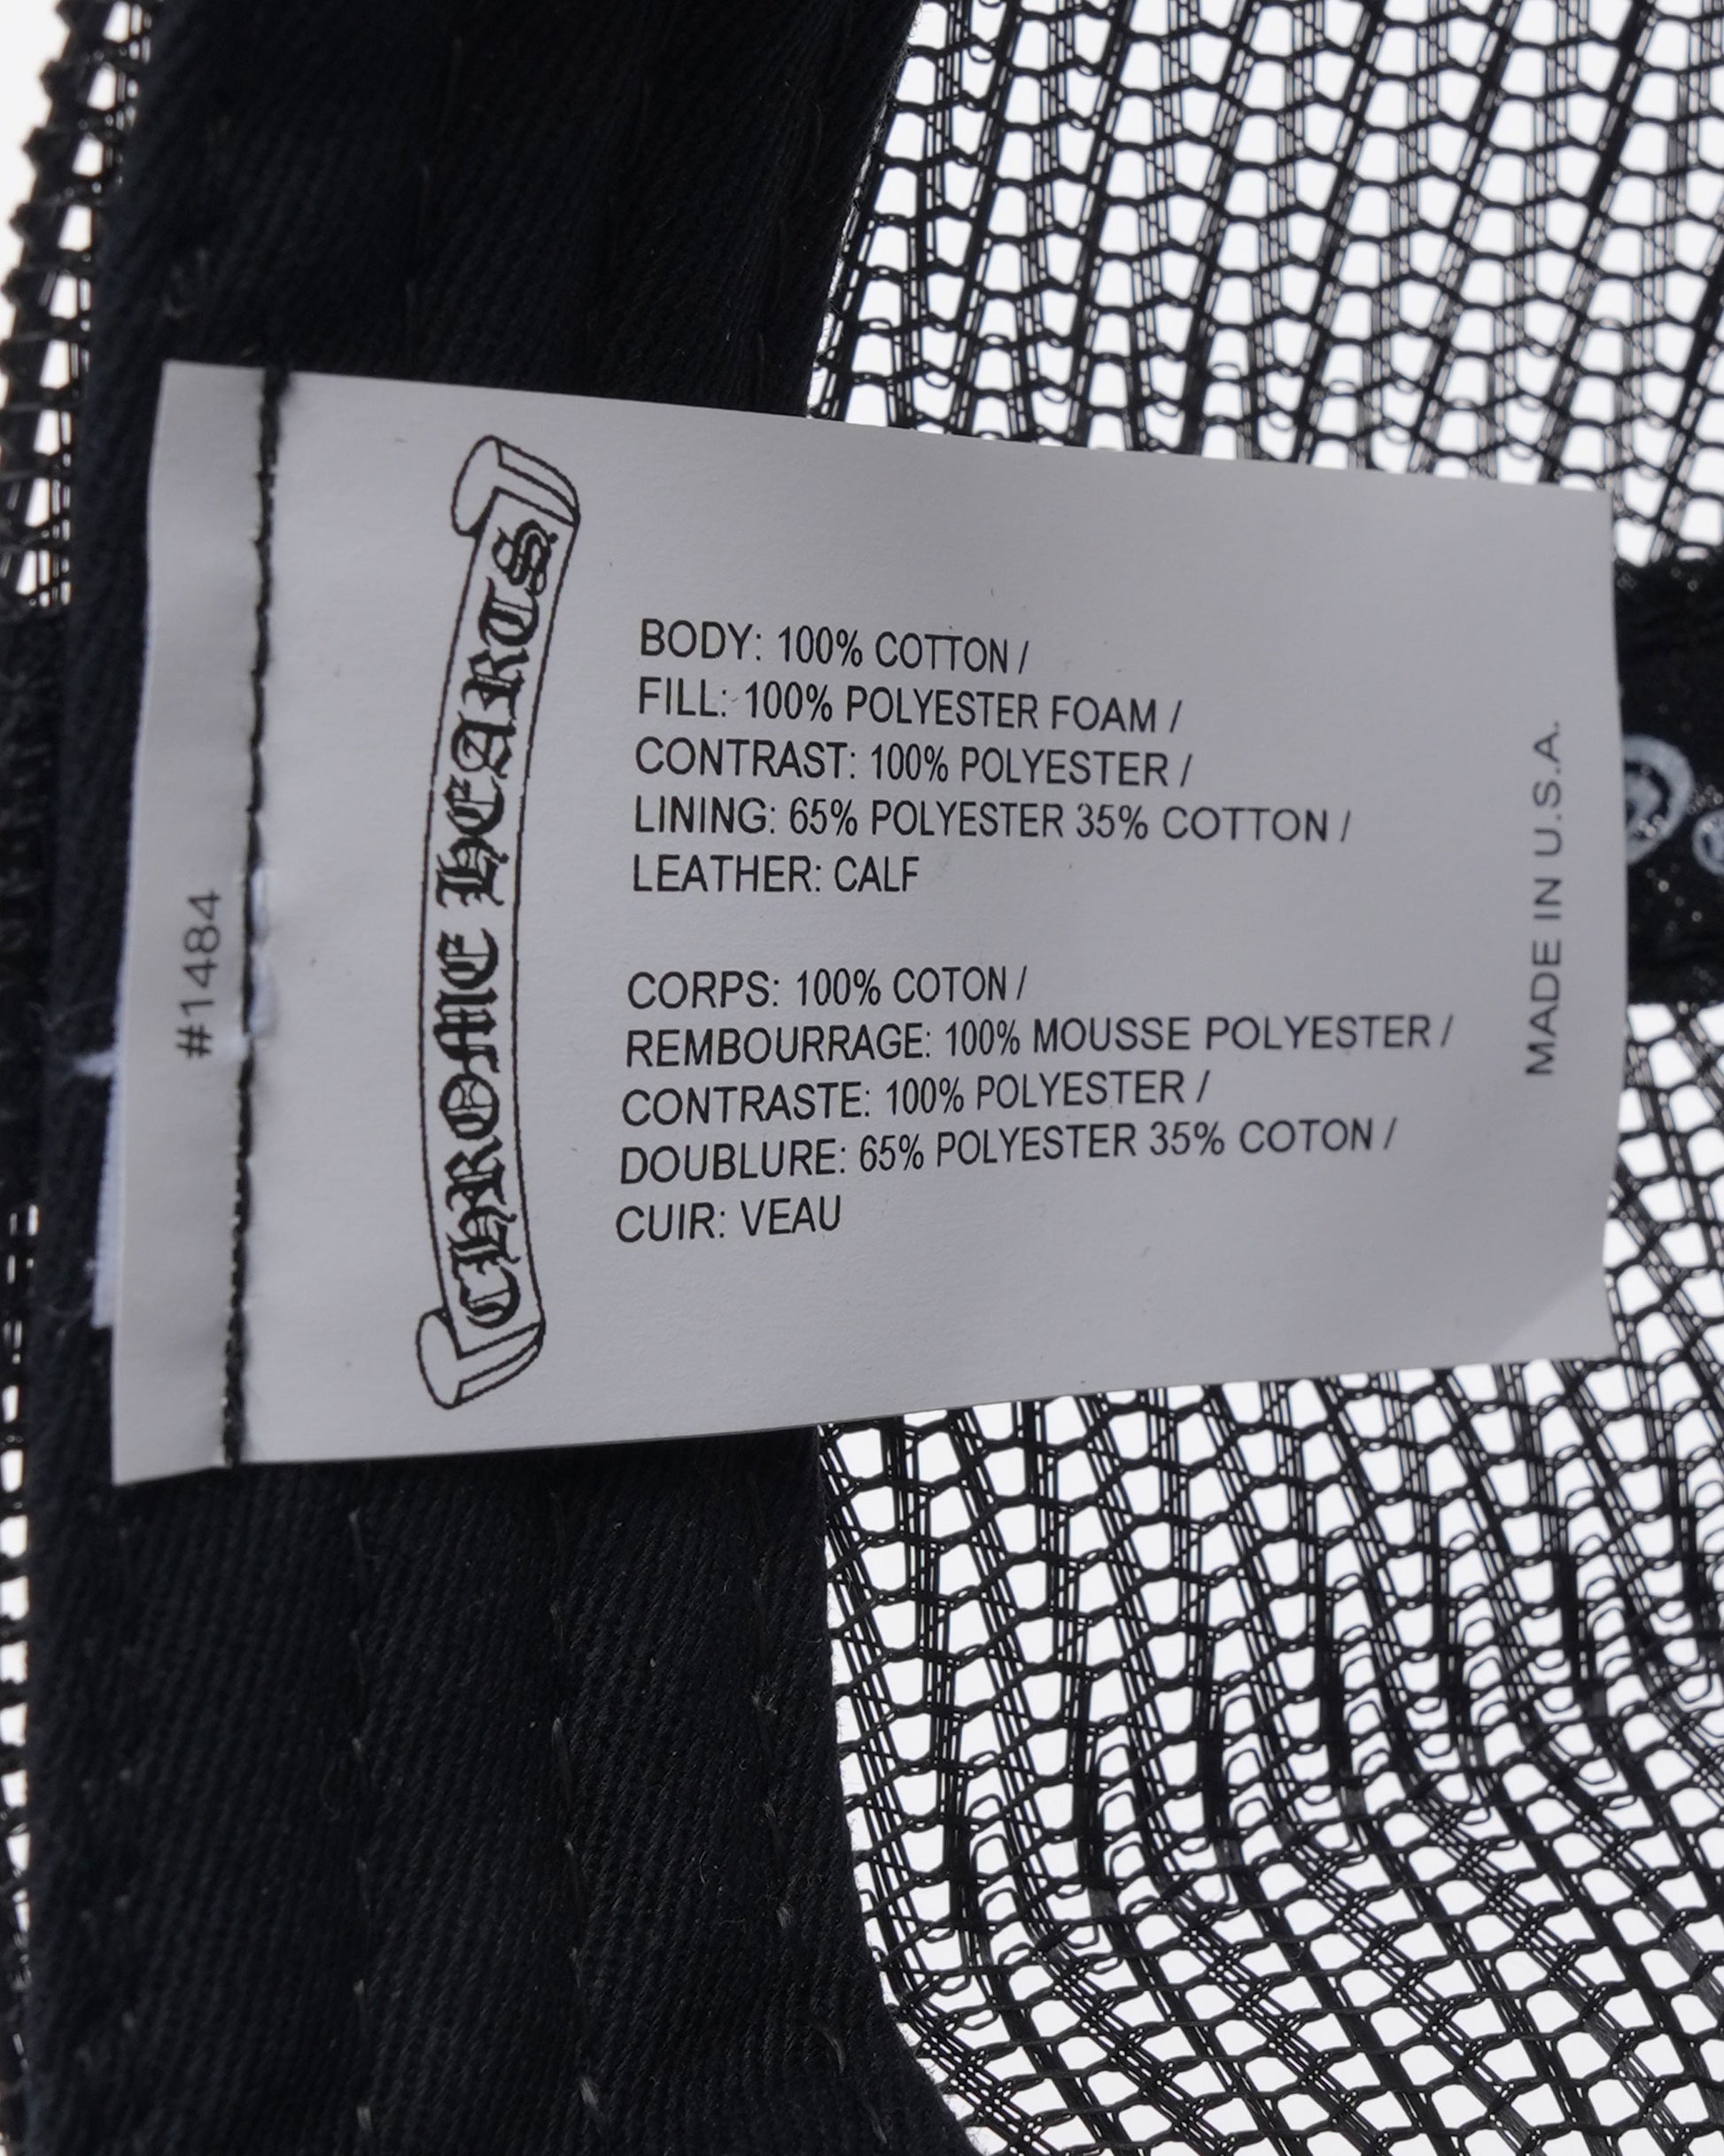 #1484
CHROME HEARTS
BODY: 100% COTTON /
FILL: 100% POLYESTER FOAM /
CONTRAST: 100% POLYESTER /
LINING: 65% POLYESTER 35% COTTON /
LEATHER: CALF
CORPS: 100% COTON /
REMBOURRAGE: 100% MOUSSE POLYESTER /
CONTRASTE: 100% POLYESTER /
DOUBLURE: 65% POLYESTER 35% COTON /
CUIR: VEAU
MADE IN U.S.A.